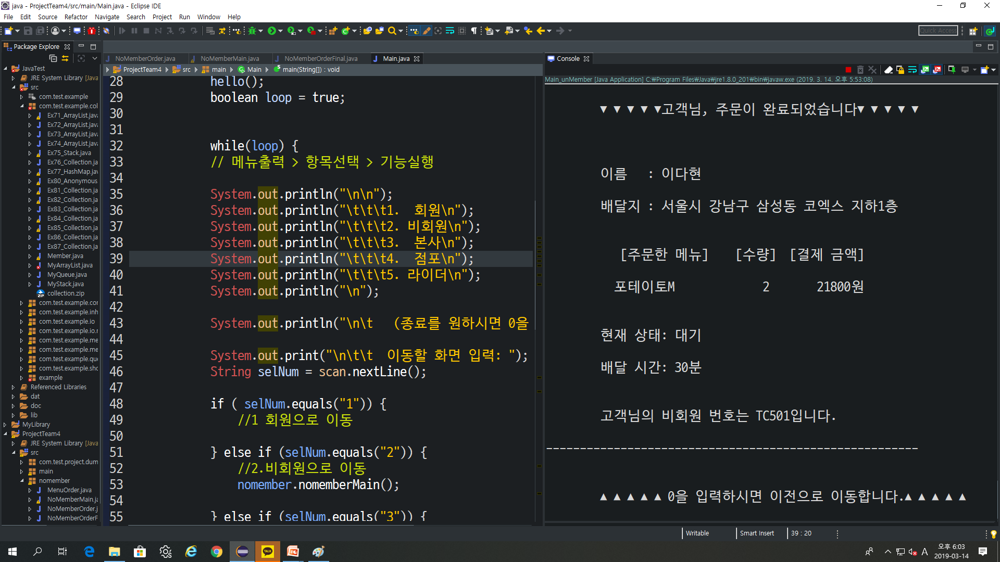 java - ProjectTeam4/src/main/Main.java - Eclipse IDE
File Edit Source Refactor Navigate Search Project Run Window Help
Quick Access
Package Explore
JavaTest
JRE System Library [Java
src
com.test.example
com.test.example.col
Ex71_ArrayList.java
Ex72_ArrayList.java
Ex73_ArrayList.java
Ex74_ArrayList.java
Ex75_Stack.java
Ex76_Collection.ja
Ex77_HashMap.jav
Ex80_Anonymous
Ex81_Collection.ja
Ex82_Collection.ja
Ex83_Collection.ja
Ex84_Collection.ja
Ex85_Collection.ja
Ex86_Collection.ja
Ex87_Collection.ja
Member.java
MyArrayList.java
MyQueue.java
MyStack.java
collection.zip
com.test.example.cor
com.test.example.inh
com.test.example.io
com.test.example.io.r
com.test.example.me
com.test.example.me
com.test.example.que
com.test.example.shc
example
Referenced Libraries
dat
doc
lib
MyLibrary
ProjectTeam4
JRE System Library [Java
src
com.test.project.dum
main
nomember
MenuOrder.java
NoMemberMain.ja
NoMemberOrder.j
NoMemberOrderF
NoMemberOrder.java NoMemberMain.java NoMemberOrderFinal.java Main.java
ProjectTeam4 src main Main main(String[]) : void
28 hello();
29 boolean loop = true;
30
31
32 while(loop) {
33 // 메뉴출력 > 항목선택 > 기능실행
34
35 System.out.println("\n\n");
36 System.out.println("\t\t\t1.  회원\n");
37 System.out.println("\t\t\t2. 비회원\n");
38 System.out.println("\t\t\t3.  본사\n");
39 System.out.println("\t\t\t4.  점포\n");
40 System.out.println("\t\t\t5. 라이더\n");
41 System.out.println("\n");
42
43 System.out.println("\n\t   (종료를 원하시면 0을
44
45 System.out.print("\n\t\t  이동할 화면 입력: ");
46 String selNum = scan.nextLine();
47
48 if ( selNum.equals("1")) {
49 //1 회원으로 이동
50
51 } else if (selNum.equals("2")) {
52 //2.비회원으로 이동
53 nomember.nomemberMain();
54
55 } else if (selNum.equals("3")) {
Console
Main_unMember [Java Application] C:₩Program Files₩Java₩jre1.8.0_201₩bin₩javaw.exe (2019. 3. 14. 오후 5:53:08)
▼ ▼ ▼ ▼ ▼고객님, 주문이 완료되었습니다▼ ▼ ▼ ▼ ▼
이름   : 이다현
배달지 : 서울시 강남구 삼성동 코엑스 지하1층
[주문한 메뉴] [수량] [결제 금액]
포테이토M 2 21800원
현재 상태: 대기
배달 시간: 30분
고객님의 비회원 번호는 TC501입니다.
-------------------------------------------------------
▲ ▲ ▲ ▲ ▲ 0을 입력하시면 이전으로 이동합니다.▲ ▲ ▲ ▲ ▲
Writable Smart Insert 39 : 20
TALK
A
오후 6:03
2019-03-14